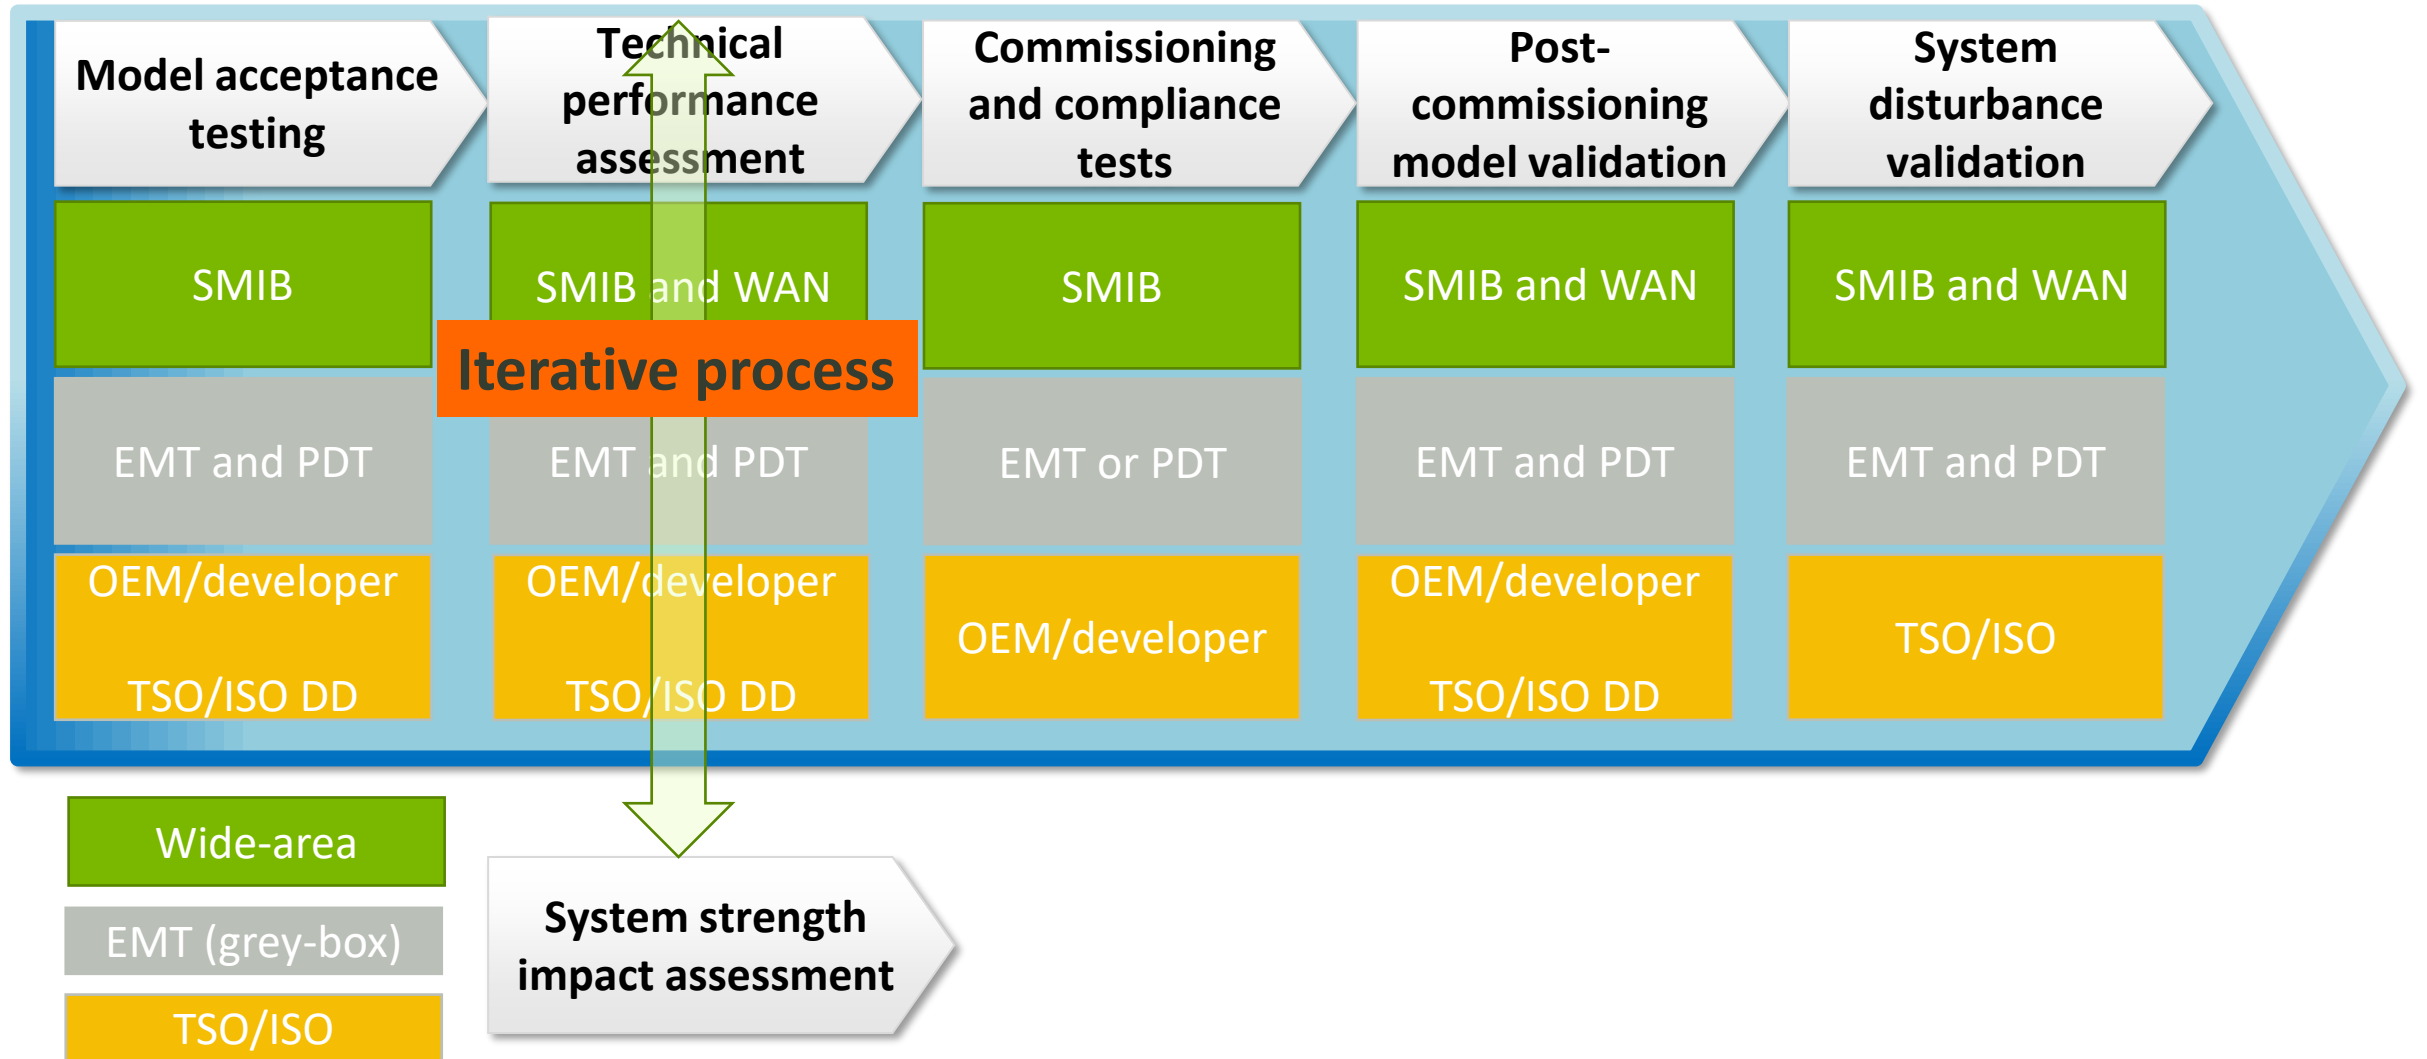 Model acceptance
testing
Technical
performance
assessment
Commissioning
and compliance
tests
Post-
commissioning
model validation
System
disturbance
validation
SMIB
SMIB and WAN
SMIB
SMIB and WAN
SMIB and WAN
Iterative process
EMT and PDT
EMT and PDT
EMT or PDT
EMT and PDT
EMT and PDT
OEM/developer
TSO/ISO DD
OEM/developer
TSO/ISO DD
OEM/developer
OEM/developer
TSO/ISO DD
TSO/ISO
Wide-area
EMT (grey-box)
TSO/ISO
System strength
impact assessment